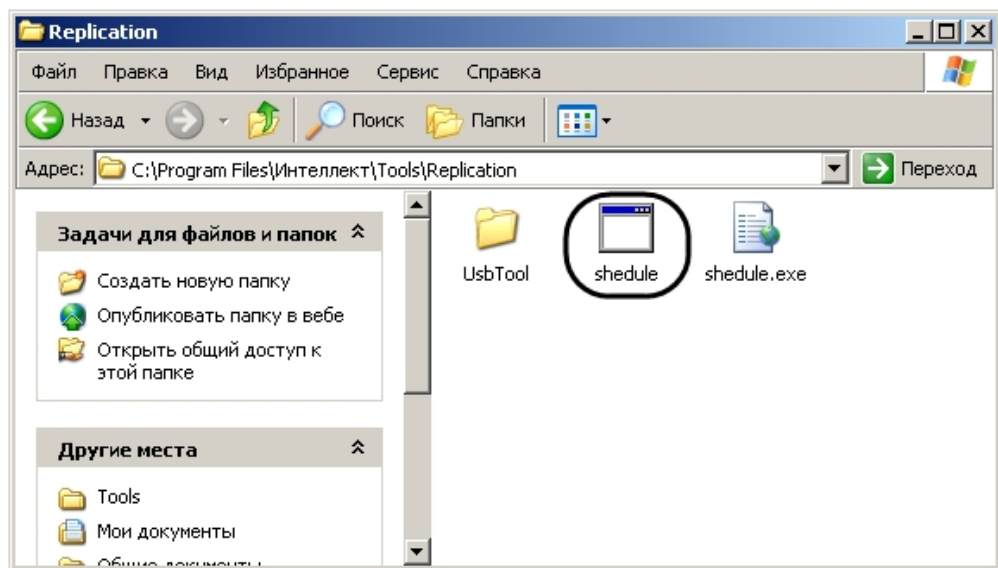 Replication
Файл Правка Вид Избранное Сервис Справка
Назад Поиск Папки
Адрес: C:\Program Files\Интеллект\Tools\Replication Переход
Задачи для файлов и папок
Создать новую папку
Опубликовать папку в вебе
Открыть общий доступ к
этой папке
Другие места
Tools
Мои документы
Общие документы
UsbTool shedule shedule.exe